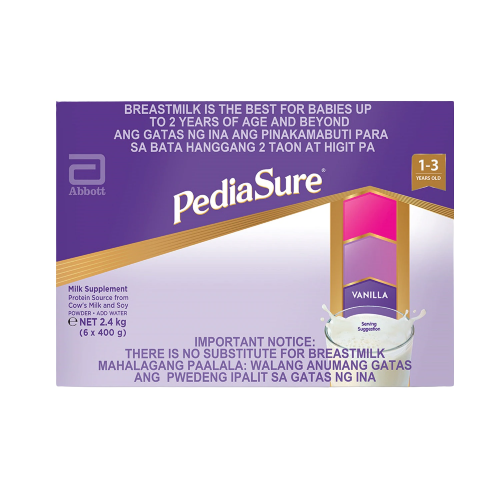 BREASTMILK IS THE BEST FOR BABIES UP
TO 2 YEARS OF AGE AND BEYOND
ANG GATAS NG INA ANG PINAKAMABUTI PARA
SA BATA HANGGANG 2 TAON AT HIGIT PA
Abbott
PediaSure®
1-3
YEARS OLD
VANILLA
Milk Supplement
Protein Source from
Cow's Milk and Soy
POWDER • ADD WATER
℮ NET 2.4 kg
(6 x 400 g)
Serving
Suggestion
IMPORTANT NOTICE:
THERE IS NO SUBSTITUTE FOR BREASTMILK
MAHALAGANG PAALALA: WALANG ANUMANG GATAS
ANG PWEDENG IPALIT SA GATAS NG INA